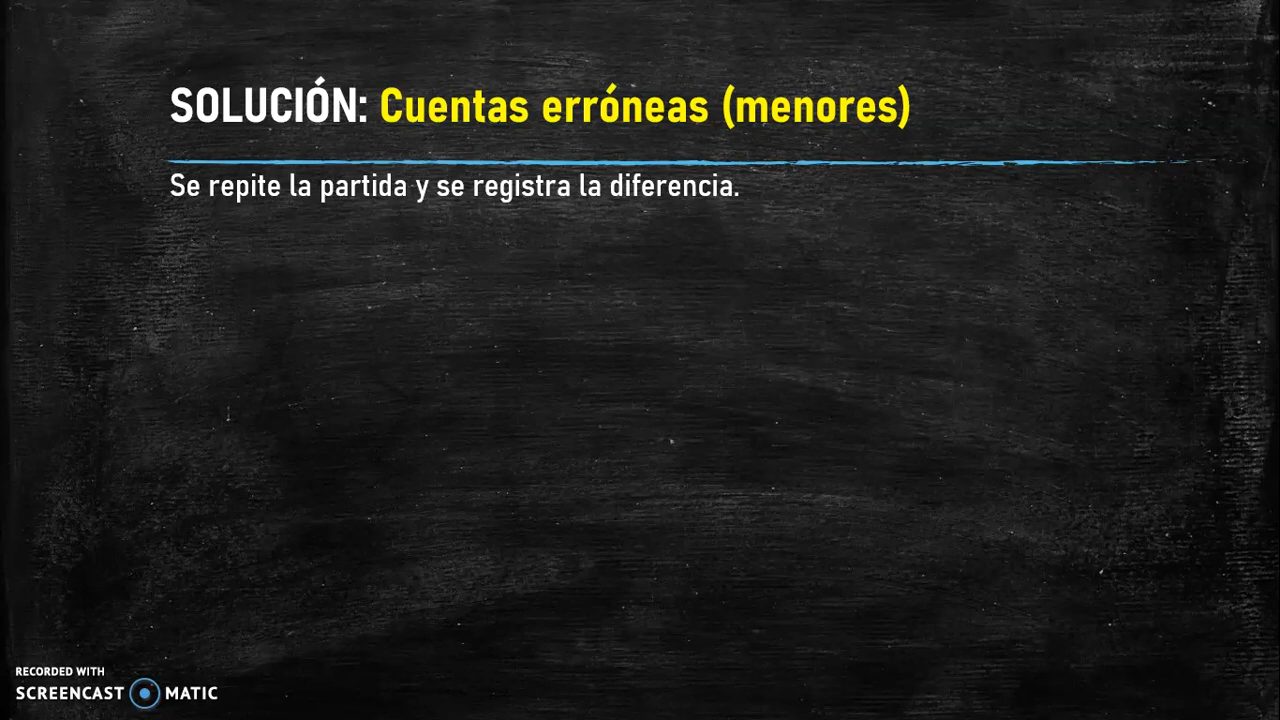 SOLUCIÓN: Cuentas erróneas (menores)
Se repite la partida y se registra la diferencia.
RECORDED WITH
SCREENCAST MATIC